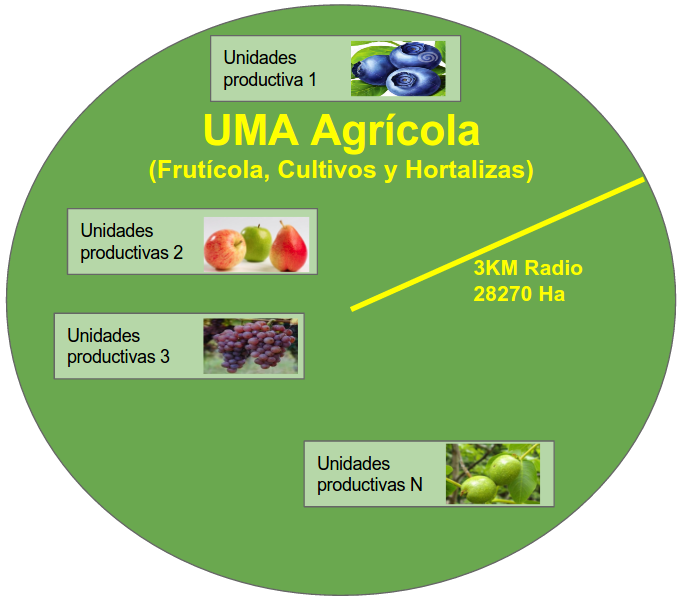 Unidades
productiva 1
UMA Agrícola
(Frutícola, Cultivos y Hortalizas)
Unidades
productivas 2
3KM Radio
28270 Ha
Unidades
productivas 3
Unidades
productivas N